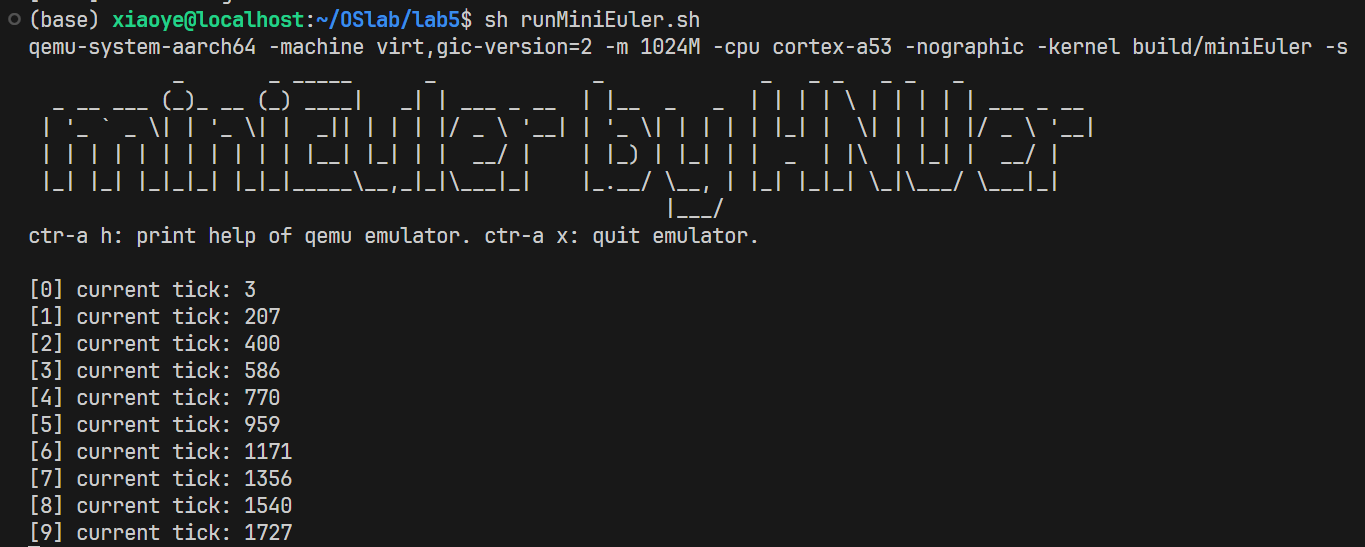 (base) xiaoye@localhost:~/OSlab/lab5$ sh runMiniEuler.sh
qemu-system-aarch64 -machine virt,gic-version=2 -m 1024M -cpu cortex-a53 -nographic -kernel build/miniEuler -s
miniEuler by HNUer
ctr-a h: print help of qemu emulator. ctr-a x: quit emulator.
[0] current tick: 3
[1] current tick: 207
[2] current tick: 400
[3] current tick: 586
[4] current tick: 770
[5] current tick: 959
[6] current tick: 1171
[7] current tick: 1356
[8] current tick: 1540
[9] current tick: 1727